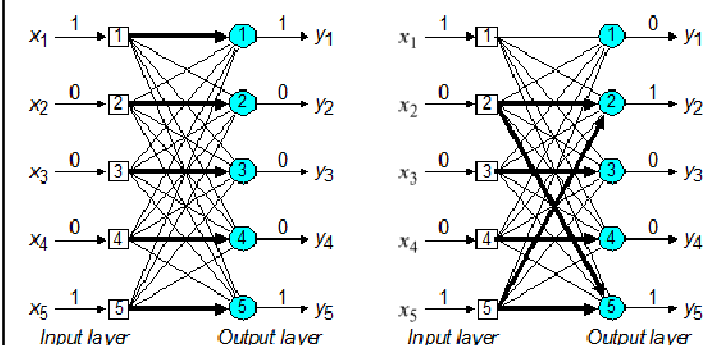 x1 1 1 1 1 y1 x1 1 1 1 0 y1
x2 0 2 2 0 y2 x2 0 2 2 1 y2
x3 0 3 3 0 y3 x3 0 3 3 0 y3
x4 0 4 4 0 y4 x4 0 4 4 0 y4
x5 1 5 5 1 y5 x5 1 5 5 1 y5
Input layer Output layer Input layer Output layer